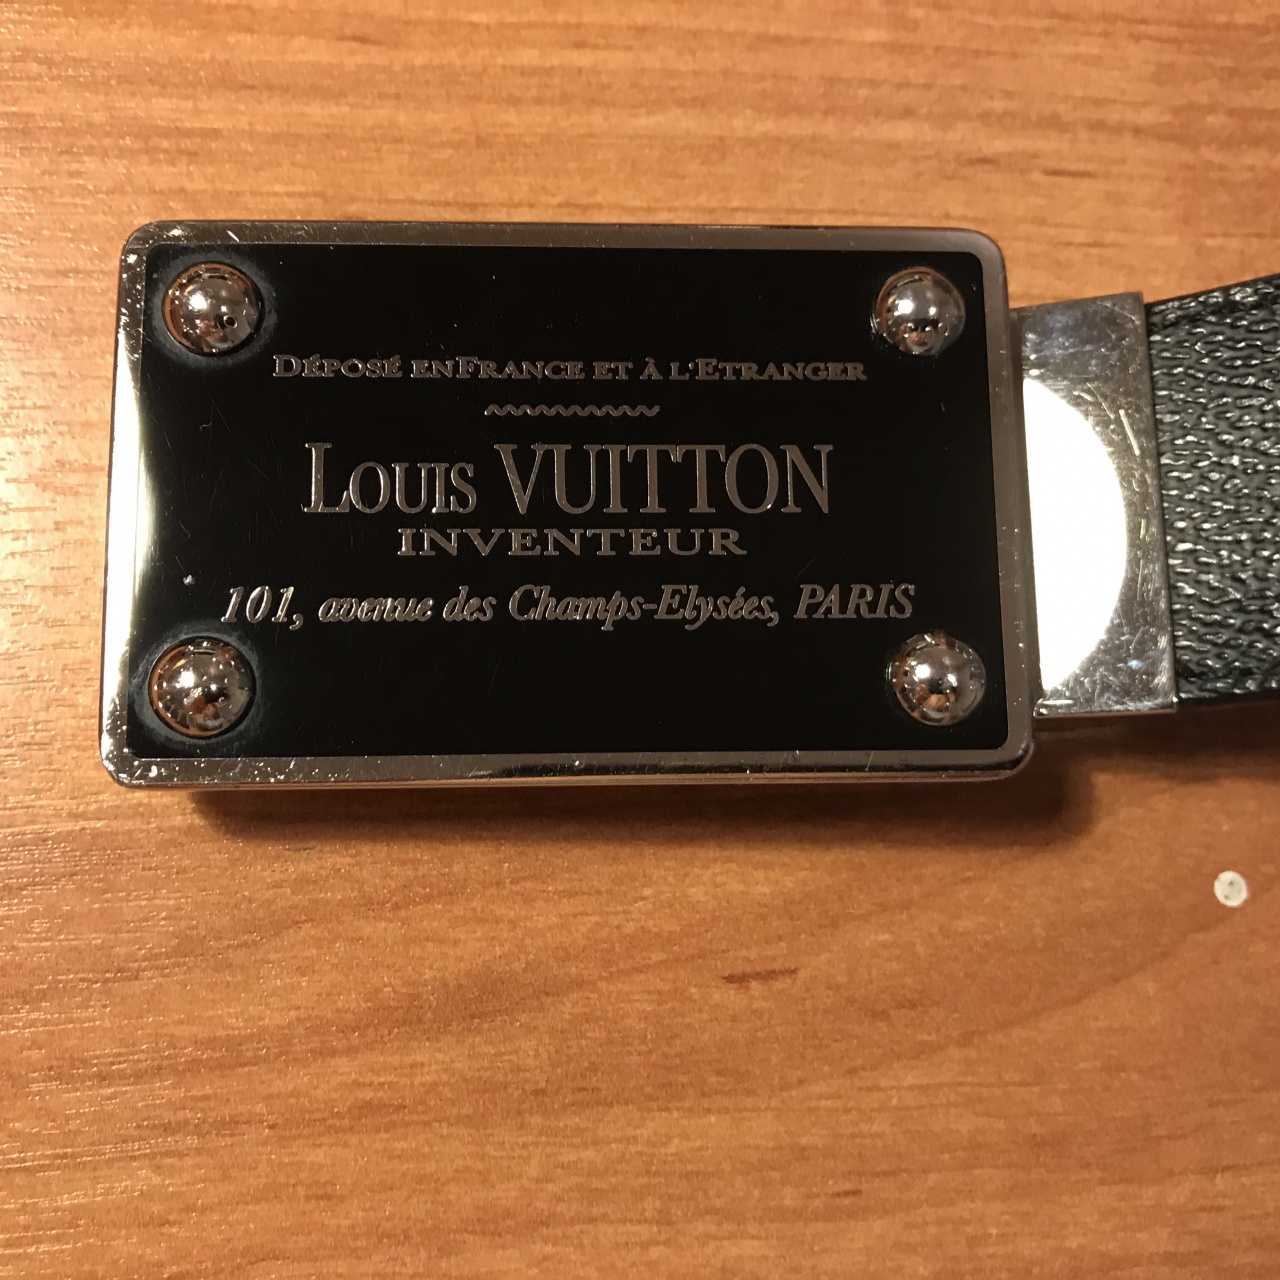 DÉPOSÉ ENFRANCE ET À L'ETRANGER
LOUIS VUITTON
INVENTEUR
101, avenue des Champs-Elysées, PARIS